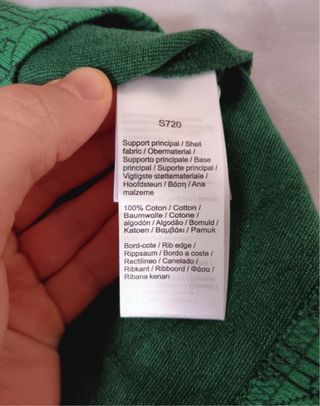 S720
Support principal / Shell
fabric / Obermaterial /
Supporto principale / Base
principal / Suporte principal /
Vigtigste støttemateriale /
Hoofdsteun / Βάση / Ana
malzeme
100% Coton / Cotton /
Baumwolle / Cotone /
algodón / Algodão / Bomuld /
Katoen / Βαμβάκι / Pamuk
Bord-cote / Rib edge /
Rippsaum / Bordo a coste /
Rectilíneo / Canelado /
Ribkant / Ribboord / Φάσα /
Ribana kenarı